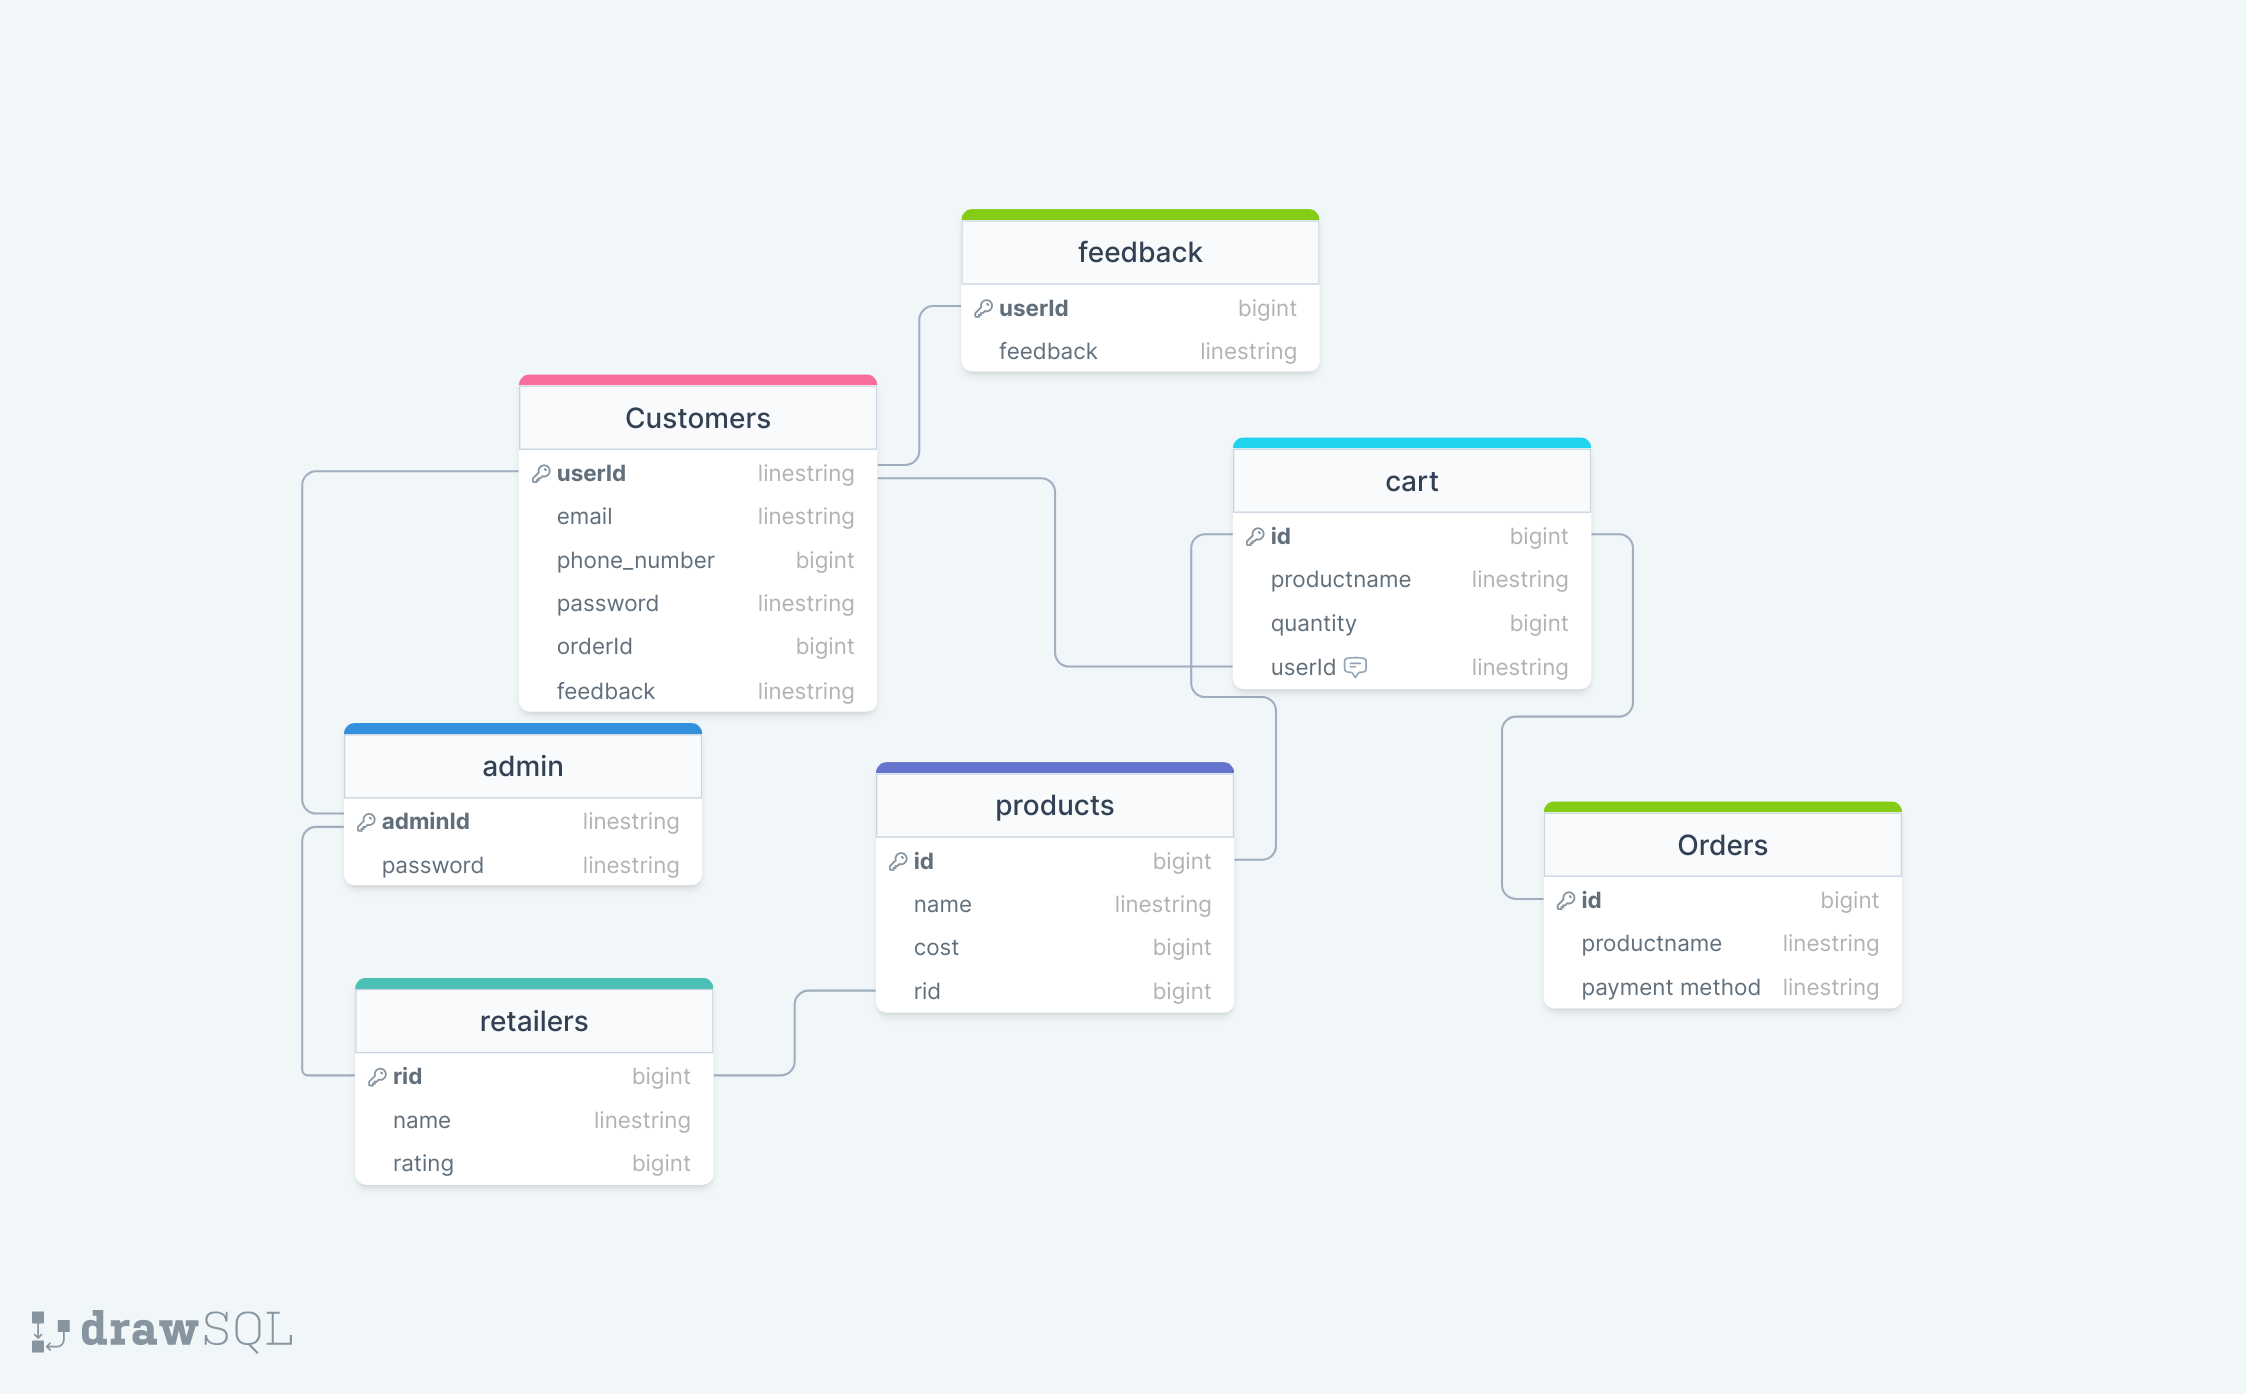 feedback
userId bigint
feedback linestring
Customers
userId linestring
email linestring
phone_number bigint
password linestring
orderId bigint
feedback linestring
cart
id bigint
productname linestring
quantity bigint
userId linestring
admin
adminId linestring
password linestring
products
id bigint
name linestring
cost bigint
rid bigint
Orders
id bigint
productname linestring
payment method linestring
retailers
rid bigint
name linestring
rating bigint
drawSQL